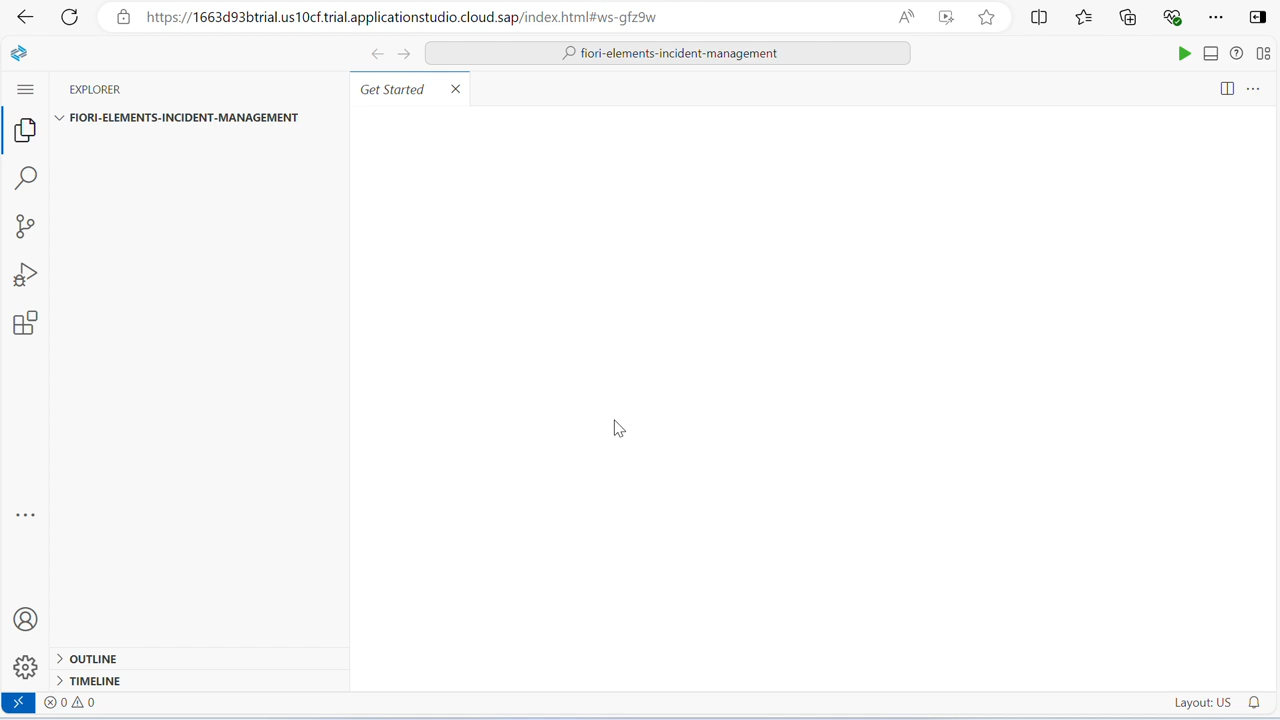 https://1663d93btrial.us10cf.trial.applicationstudio.cloud.sap/index.html#ws-gfz9w
fiori-elements-incident-management
EXPLORER
Get Started
FIORI-ELEMENTS-INCIDENT-MANAGEMENT
OUTLINE
TIMELINE
0 0
Layout: US